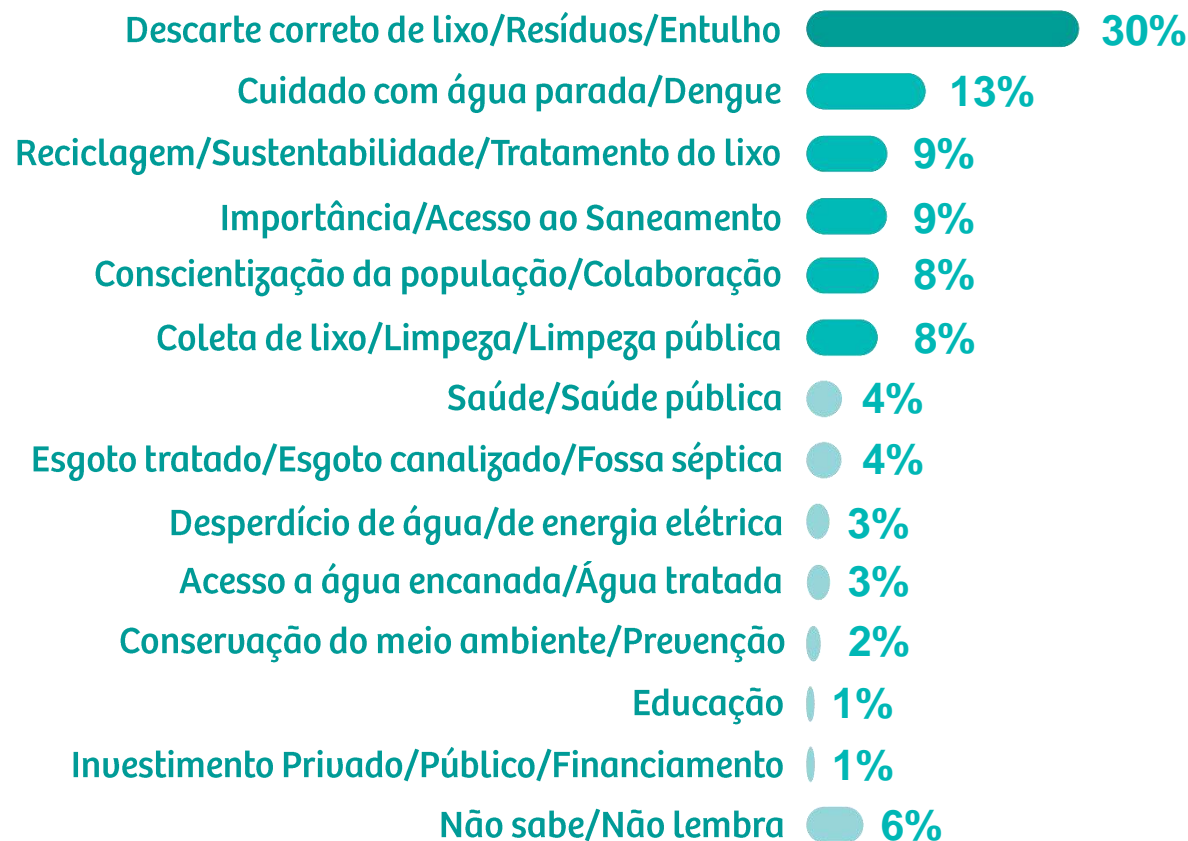 Descarte correto de lixo/Resíduos/Entulho 30%
Cuidado com água parada/Dengue 13%
Reciclagem/Sustentabilidade/Tratamento do lixo 9%
Importância/Acesso ao Saneamento 9%
Conscientização da população/Colaboração 8%
Coleta de lixo/Limpeza/Limpeza pública 8%
Saúde/Saúde pública 4%
Esgoto tratado/Esgoto canalizado/Fossa séptica 4%
Desperdício de água/de energia elétrica 3%
Acesso a água encanada/Água tratada 3%
Conservação do meio ambiente/Prevenção 2%
Educação 1%
Investimento Privado/Público/Financiamento 1%
Não sabe/Não lembra 6%